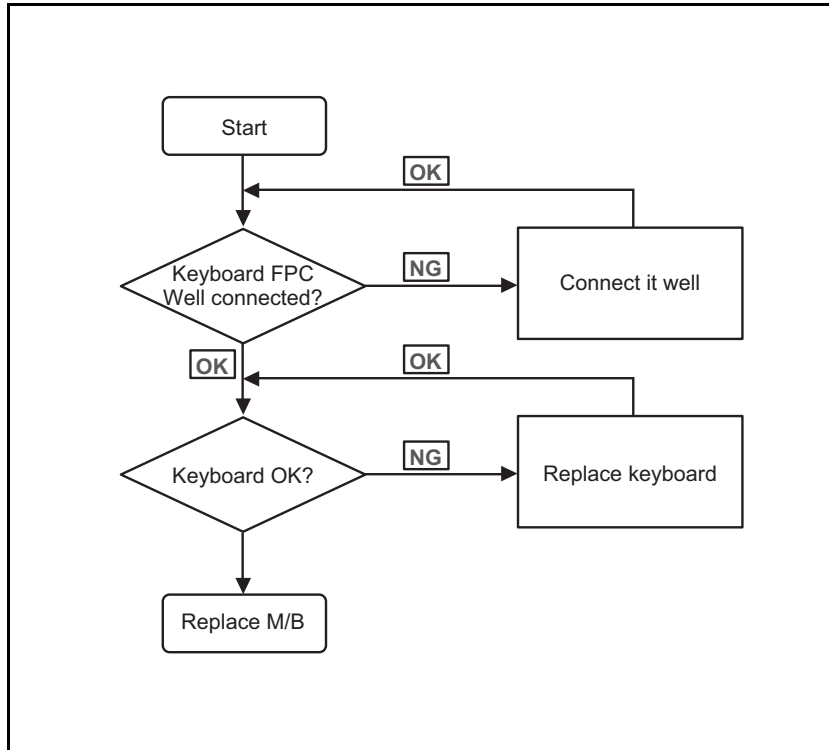 Start
OK
Keyboard FPC
Well connected?
NG
Connect it well
OK
OK
Keyboard OK?
NG
Replace keyboard
Replace M/B